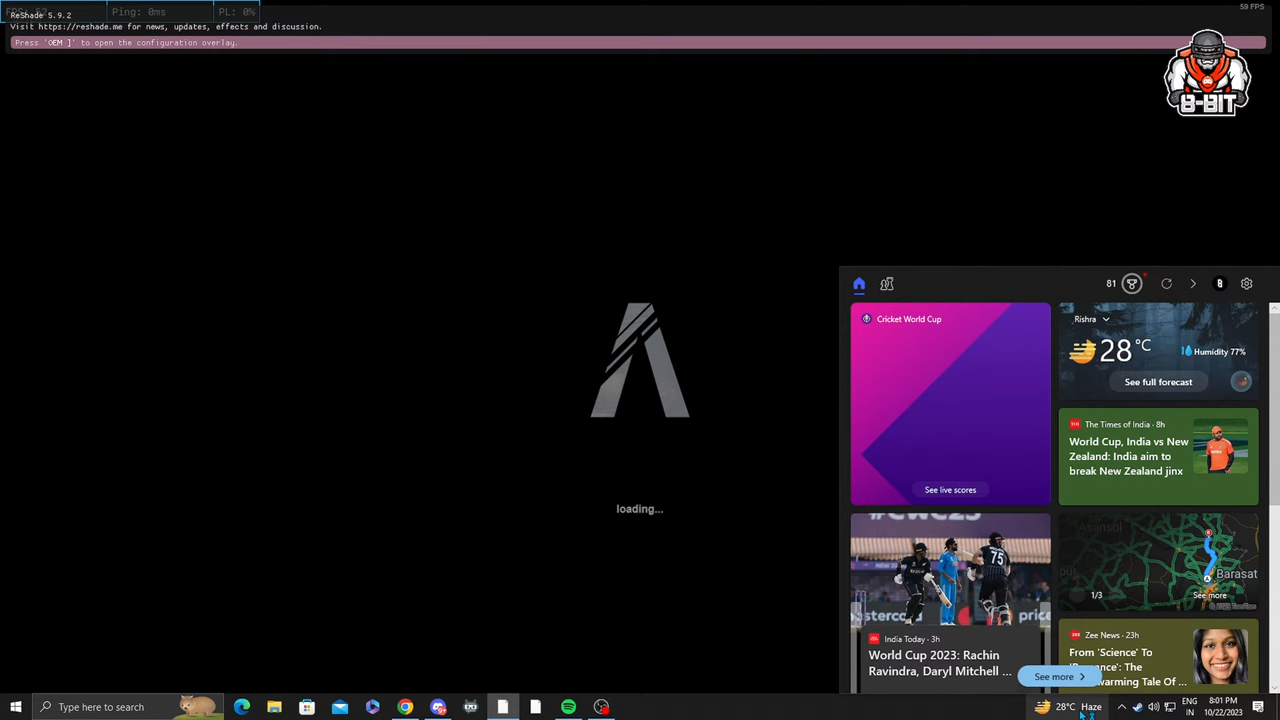 ReShade 5.9.2
Ping: 0ms
PL: 0%
59 FPS
Visit https://reshade.me for news, updates, effects and discussion.
Press 'OEM ]' to open the configuration overlay.
8-BIT
loading...
81
Cricket World Cup
See live scores
Rishra
28 °C
Humidity 77%
See full forecast
The Times of India · 8h
World Cup, India vs New
Zealand: India aim to
break New Zealand jinx
#CWC23
75
price
India Today · 3h
World Cup 2023: Rachin
Ravindra, Daryl Mitchell ...
Asansol
Barasat
1/3
See more
Zee News · 23h
From 'Science' To
Tale Of ...
See more
Type here to search
28°C Haze
ENG
IN
8:01 PM
10/22/2023